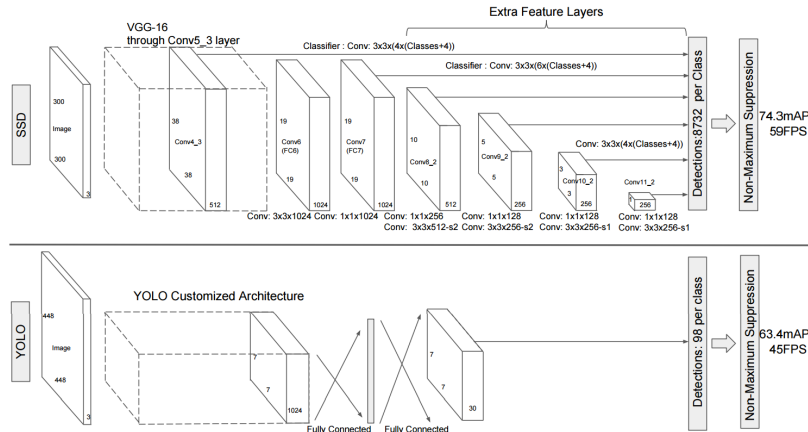 Extra Feature Layers
VGG-16
through Conv5_3 layer
Classifier : Conv: 3x3x(4x(Classes+4))
Classifier : Conv: 3x3x(6x(Classes+4))
SSD
300
Image
300
3
38
Conv4_3
38
512
19
Conv6
(FC6)
19
1024
19
Conv7
(FC7)
19
1024
10
Conv8_2
10
512
5
Conv9_2
5
256
Conv: 3x3x(4x(Classes+4))
3
Conv10_2
3
256
Conv11_2
1
256
Detections:8732 per Class
Non-Maximum Suppression
74.3mAP
59FPS
Conv: 3x3x1024
Conv: 1x1x1024
Conv: 1x1x256
Conv: 3x3x512-s2
Conv: 1x1x128
Conv: 3x3x256-s2
Conv: 1x1x128
Conv: 3x3x256-s1
Conv: 1x1x128
Conv: 3x3x256-s1
YOLO
448
Image
448
3
YOLO Customized Architecture
7
7
1024
Fully Connected
Fully Connected
7
7
30
Detections: 98 per class
Non-Maximum Suppression
63.4mAP
45FPS